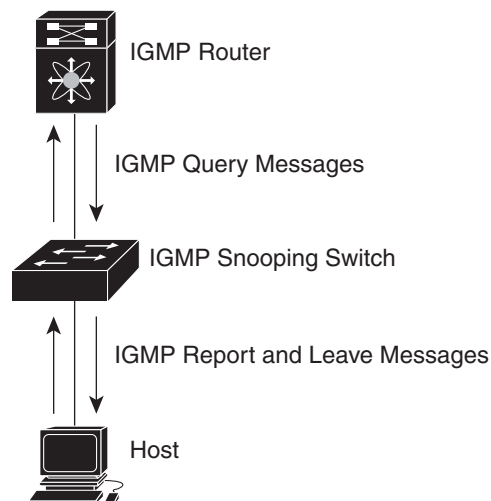 IGMP Router
IGMP Query Messages
IGMP Snooping Switch
IGMP Report and Leave Messages
Host